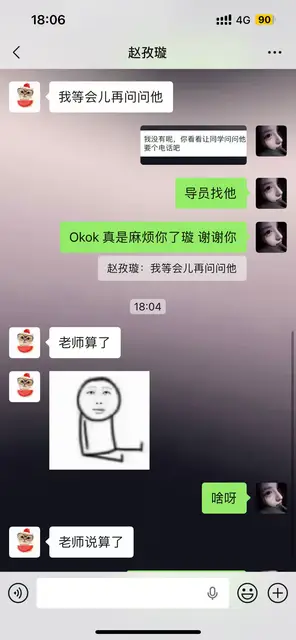 18:06
4G 90
赵孜璇
我等会儿再问问他
我没有呢，你看看让同学问问他
要个电话吧
导员找他
Okok 真是麻烦你了璇 谢谢你
赵孜璇：我等会儿再问问他
18:04
老师算了
啥呀
老师说算了